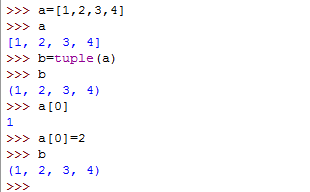 >>> a=[1,2,3,4]
>>> a
[1, 2, 3, 4]
>>> b=tuple(a)
>>> b
(1, 2, 3, 4)
>>> a[0]
1
>>> a[0]=2
>>> b
(1, 2, 3, 4)
>>>